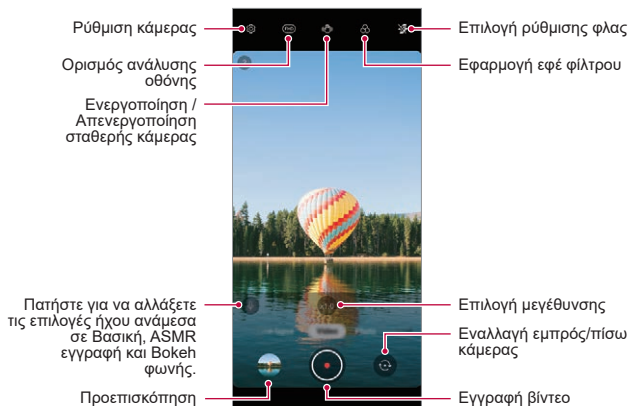 Ρύθμιση κάμερας
Ορισμός ανάλυσης
οθόνης
Ενεργοποίηση /
Απενεργοποίηση
σταθερής κάμερας
Πατήστε για να αλλάξετε
τις επιλογές ήχου ανάμεσα
σε Βασική, ASMR
εγγραφή και Bokeh
φωνής.
Προεπισκόπηση
FHD
Video
Επιλογή ρύθμισης φλας
Εφαρμογή εφέ φίλτρου
Επιλογή μεγέθυνσης
Εναλλαγή εμπρός/πίσω
κάμερας
Εγγραφή βίντεο